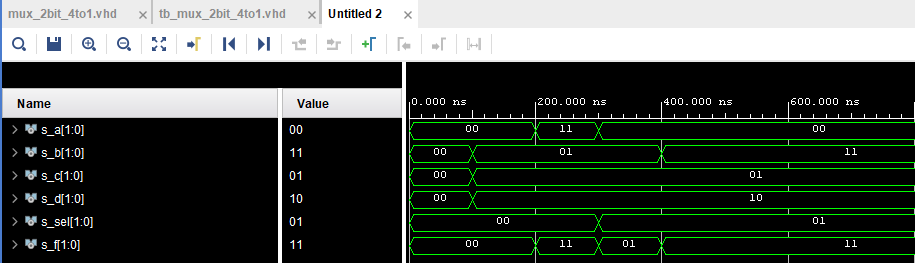 mux_2bit_4to1.vhd × tb_mux_2bit_4to1.vhd × Untitled 2 ×
Name Value
0.000 ns 200.000 ns 400.000 ns 600.000 ns
s_a[1:0] 00 00 11 00
s_b[1:0] 11 00 01 11
s_c[1:0] 01 00 01
s_d[1:0] 10 00 10
s_sel[1:0] 01 00 01
s_f[1:0] 11 00 11 01 11